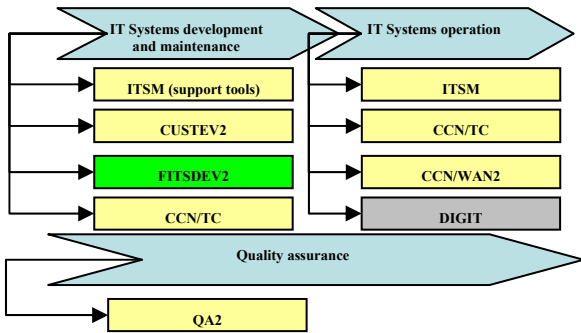 IT Systems development
and maintenance
IT Systems operation
ITSM (support tools)
CUSTEV2
FITSDEV2
CCN/TC
ITSM
CCN/TC
CCN/WAN2
DIGIT
Quality assurance
QA2